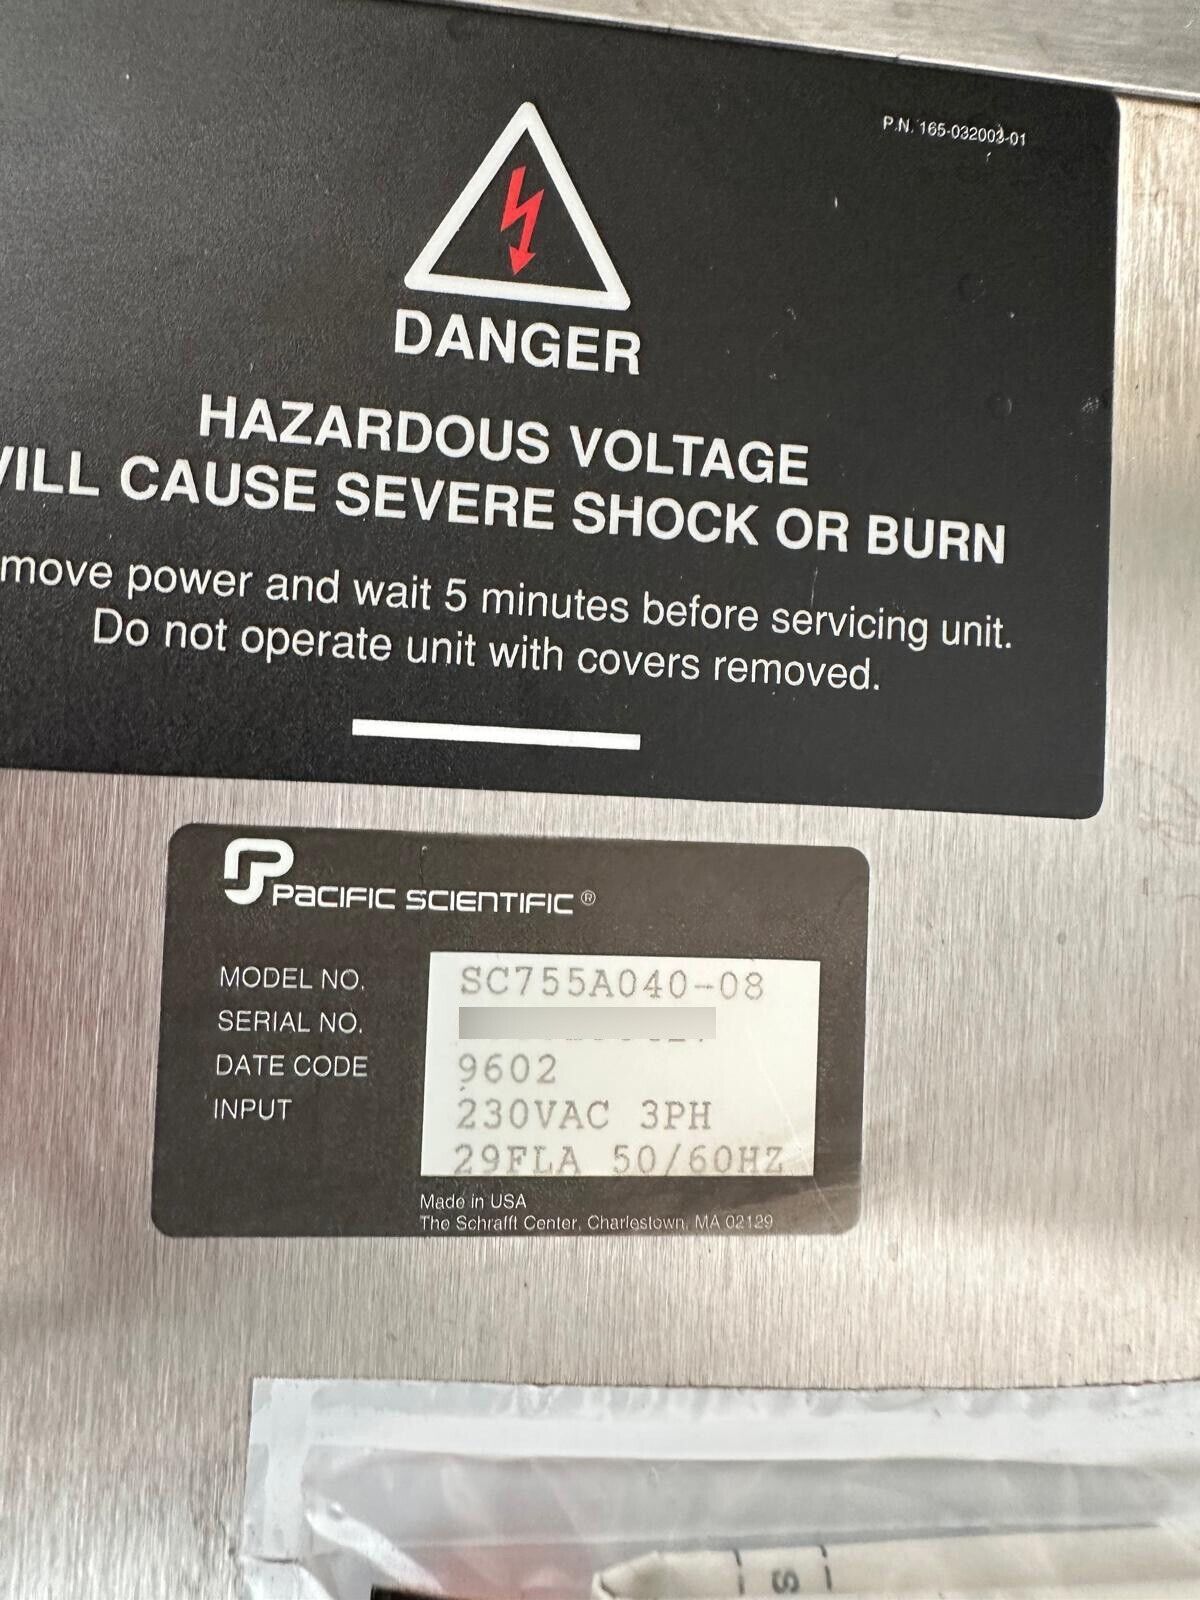 P.N. 165-032003-01
DANGER
HAZARDOUS VOLTAGE
WILL CAUSE SEVERE SHOCK OR BURN
move power and wait 5 minutes before servicing unit.
Do not operate unit with covers removed.
PACIFIC SCIENTIFIC®
MODEL NO. SC755A040-08
SERIAL NO.
DATE CODE 9602
INPUT 230VAC 3PH
29FLA 50/60HZ
Made in USA
The Schrafft Center, Charlestown, MA 02129
S